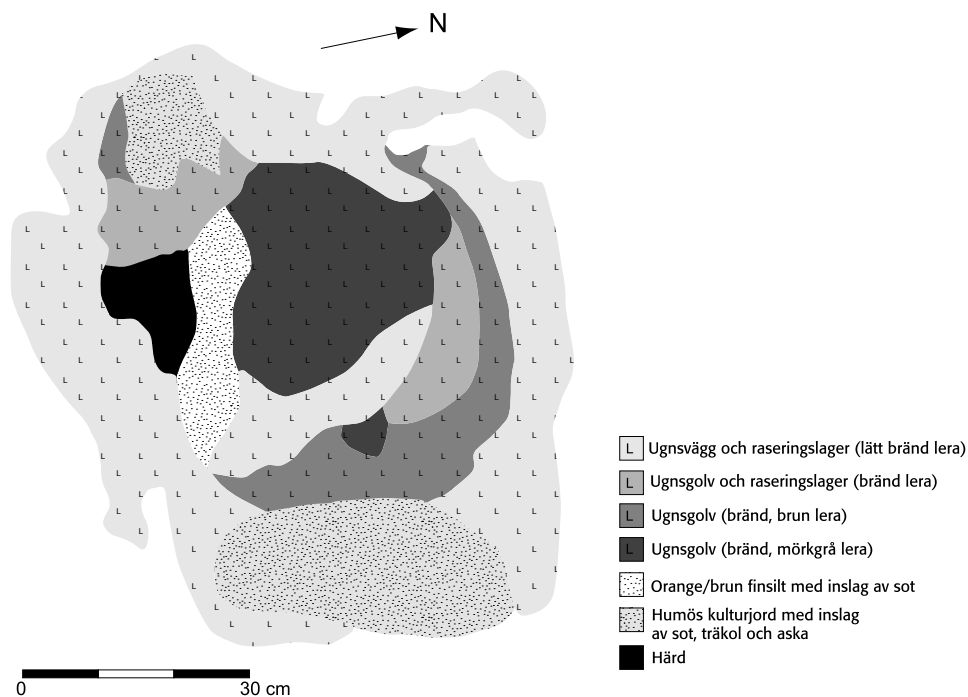 N
L Ugnsvägg och raseringslager (lätt bränd lera)
L Ugnsgolv och raseringslager (bränd lera)
L Ugnsgolv (bränd, brun lera)
L Ugnsgolv (bränd, mörkgrå lera)
Orange/brun finsilt med inslag av sot
Humös kulturjord med inslag
av sot, träkol och aska
Härd
0 30 cm